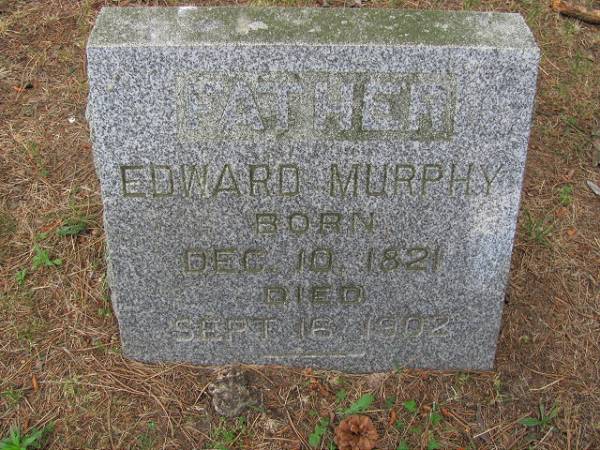 FATHER
EDWARD MURPHY
BORN
DEC. 10, 1821
DIED
SEPT. 16, 1902